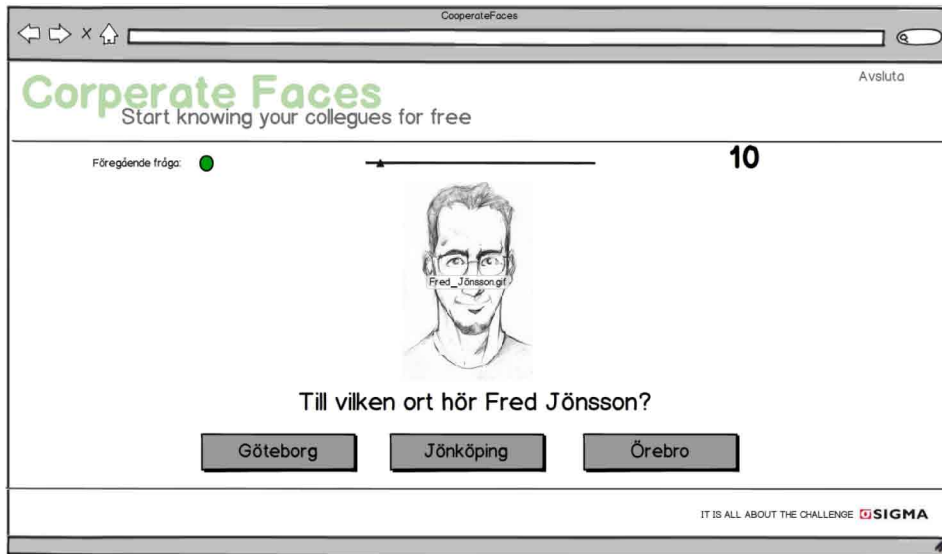 CooperateFaces
Avsluta
Corperate Faces
Start knowing your collegues for free
Föregående fråga:
10
Fred_Jönsson.gif
Till vilken ort hör Fred Jönsson?
Göteborg
Jönköping
Örebro
IT IS ALL ABOUT THE CHALLENGE SIGMA